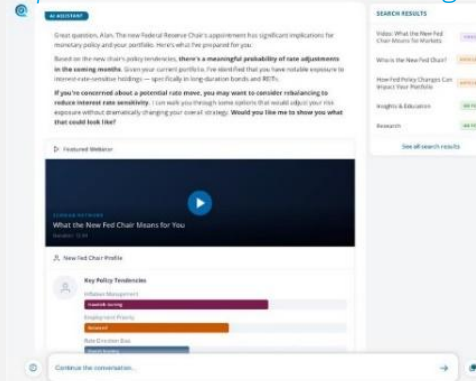 AI ASSISTANT
Great question, Alan. The new Federal Reserve Chair's appointment has significant implications for
monetary policy and your portfolio. Here's what I've prepared for you.
Based on the new chair's policy tendencies, there's a meaningful probability of rate adjustments
in the coming months. Given your current portfolio, I've identified that you have notable exposure to
interest-rate-sensitive holdings — specifically in long-duration bonds and REITs.
If you're concerned about a potential rate move, you may want to consider rebalancing to
reduce interest rate sensitivity. I can walk you through some options that would adjust your risk
exposure without dramatically changing your overall strategy. Would you like me to show you what
that could look like?
Featured Webinar
What the New Fed Chair Means for You
New Fed Chair Profile
Key Policy Tendencies
Inflation Management
Employment Priority
Balanced
Rate Direction Bias
Continue the conversation...
SEARCH RESULTS
Video: What the New Fed
Chair Means for Markets
Who is the New Fed Chair?
How Fed Policy Changes Can
Impact Your Portfolio
Insights & Education
Research
See all search results